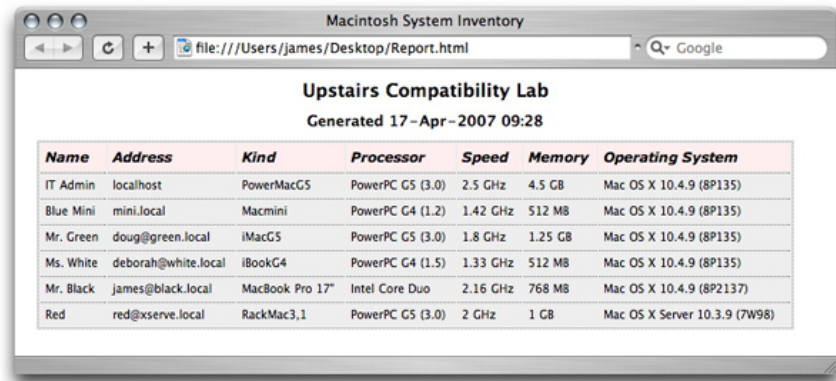 Macintosh System Inventory
file:///Users/james/Desktop/Report.html Google
Upstairs Compatibility Lab
Generated 17-Apr-2007 09:28
Name Address Kind Processor Speed Memory Operating System
IT Admin localhost PowerMacG5 PowerPC G5 (3.0) 2.5 GHz 4.5 GB Mac OS X 10.4.9 (8P135)
Blue Mini mini.local Macmini PowerPC G4 (1.2) 1.42 GHz 512 MB Mac OS X 10.4.9 (8P135)
Mr. Green doug@green.local iMacG5 PowerPC G5 (3.0) 1.8 GHz 1.25 GB Mac OS X 10.4.9 (8P135)
Ms. White deborah@white.local iBookG4 PowerPC G4 (1.5) 1.33 GHz 512 MB Mac OS X 10.4.9 (8P135)
Mr. Black james@black.local MacBook Pro 17" Intel Core Duo 2.16 GHz 768 MB Mac OS X 10.4.9 (8P2137)
Red red@xserve.local RackMac3,1 PowerPC G5 (3.0) 2 GHz 1 GB Mac OS X Server 10.3.9 (7W98)